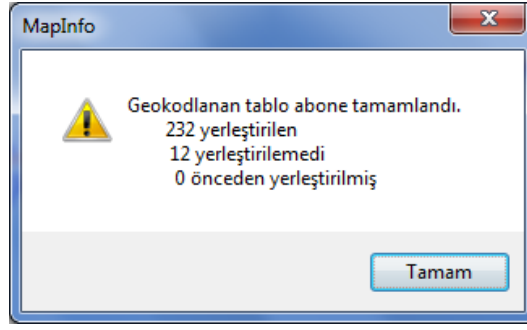 MapInfo
Geokodlanan tablo abone tamamlandı.
232 yerleştirilen
12 yerleştirilemedi
0 önceden yerleştirilmiş
Tamam